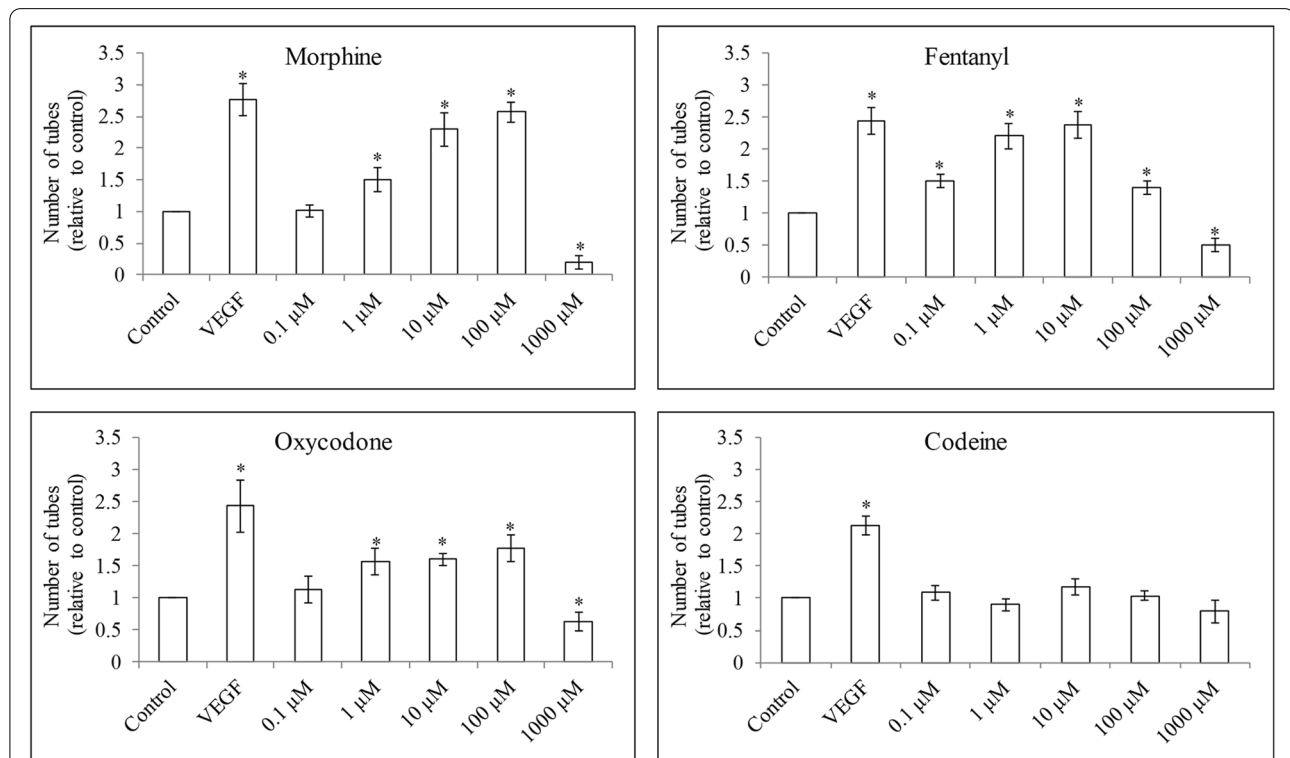 Morphine
Number of tubes
(relative to control)
3.5
3
2.5
2
1.5
1
0.5
0
*
*
*
*
*
Control
VEGF
0.1 µM
1 µM
10 µM
100 µM
1000 µM
Fentanyl
Number of tubes
(relative to control)
3.5
3
2.5
2
1.5
1
0.5
0
*
*
*
*
*
*
Control
VEGF
0.1 µM
1 µM
10 µM
100 µM
1000 µM
Oxycodone
Number of tubes
(relative to control)
3.5
3
2.5
2
1.5
1
0.5
0
*
*
*
*
*
Control
VEGF
0.1 µM
1 µM
10 µM
100 µM
1000 µM
Codeine
Number of tubes
(relative to control)
3.5
3
2.5
2
1.5
1
0.5
0
*
Control
VEGF
0.1 µM
1 µM
10 µM
100 µM
1000 µM